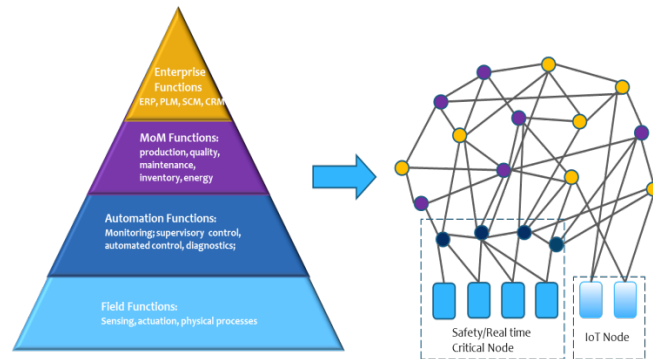 Enterprise
Functions
ERP, PLM, SCM, CRM
MoM Functions:
production, quality,
maintenance,
inventory, energy
Automation Functions:
Monitoring; supervisory control,
automated control, diagnostics;
Field Functions:
Sensing, actuation, physical processes
Safety/Real time
Critical Node
IoT Node